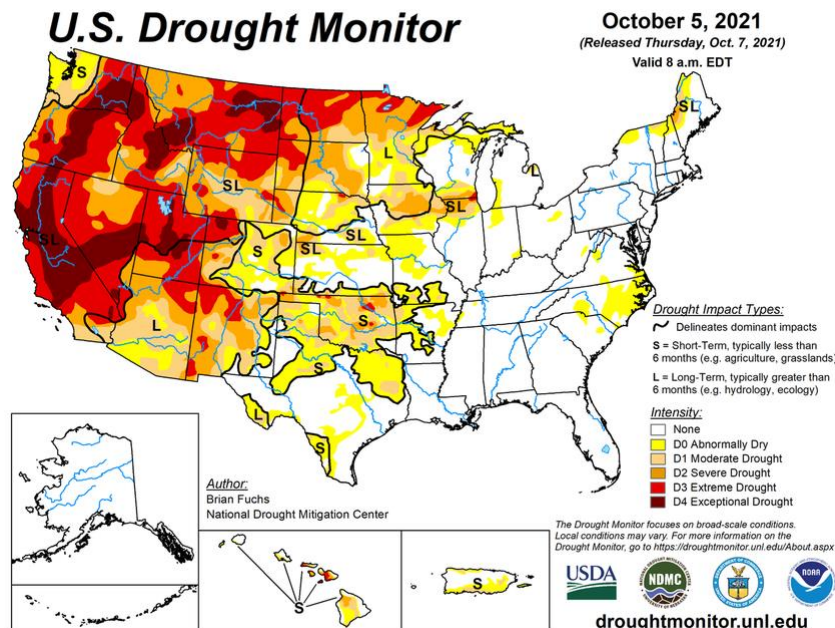 U.S. Drought Monitor
October 5, 2021
(Released Thursday, Oct. 7, 2021)
Valid 8 a.m. EDT
S
SL
L
L
SL
SL
SL
SL
S
SL
L
S
S
L
S
Drought Impact Types:
Delineates dominant impacts
S = Short-Term, typically less than
6 months (e.g. agriculture, grasslands)
L = Long-Term, typically greater than
6 months (e.g. hydrology, ecology)
Intensity:
None
D0 Abnormally Dry
D1 Moderate Drought
D2 Severe Drought
D3 Extreme Drought
D4 Exceptional Drought
Author:
Brian Fuchs
National Drought Mitigation Center
S
S
The Drought Monitor focuses on broad-scale conditions.
Local conditions may vary. For more information on the
Drought Monitor, go to https://droughtmonitor.unl.edu/About.aspx
USDA
NDMC
NOAA
droughtmonitor.unl.edu